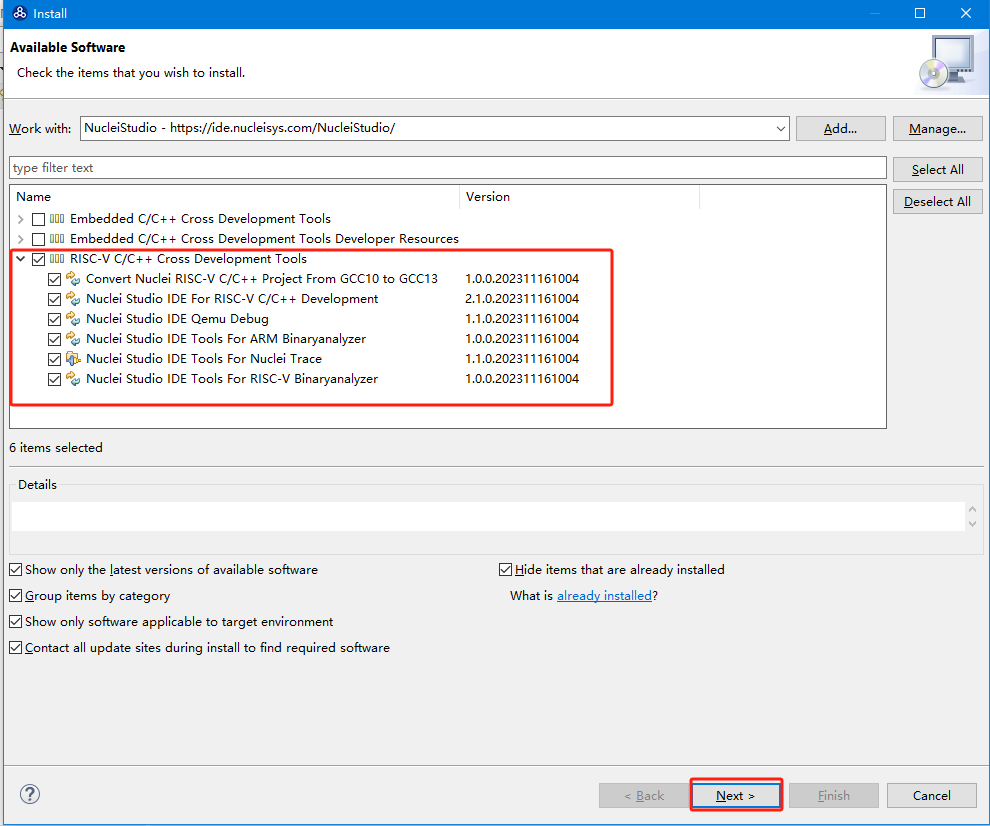 Install
Available Software
Check the items that you wish to install.
Work with: NucleiStudio - https://ide.nucleisys.com/NucleiStudio/ Add... Manage...
type filter text Select All
Deselect All
Name Version
Embedded C/C++ Cross Development Tools
Embedded C/C++ Cross Development Tools Developer Resources
RISC-V C/C++ Cross Development Tools
Convert Nuclei RISC-V C/C++ Project From GCC10 to GCC13 1.0.0.202311161004
Nuclei Studio IDE For RISC-V C/C++ Development 2.1.0.202311161004
Nuclei Studio IDE Qemu Debug 1.1.0.202311161004
Nuclei Studio IDE Tools For ARM Binaryanalyzer 1.0.0.202311161004
Nuclei Studio IDE Tools For Nuclei Trace 1.1.0.202311161004
Nuclei Studio IDE Tools For RISC-V Binaryanalyzer 1.0.0.202311161004
6 items selected
Details
Show only the latest versions of available software Hide items that are already installed
Group items by category What is already installed?
Show only software applicable to target environment
Contact all update sites during install to find required software
? < Back Next > Finish Cancel